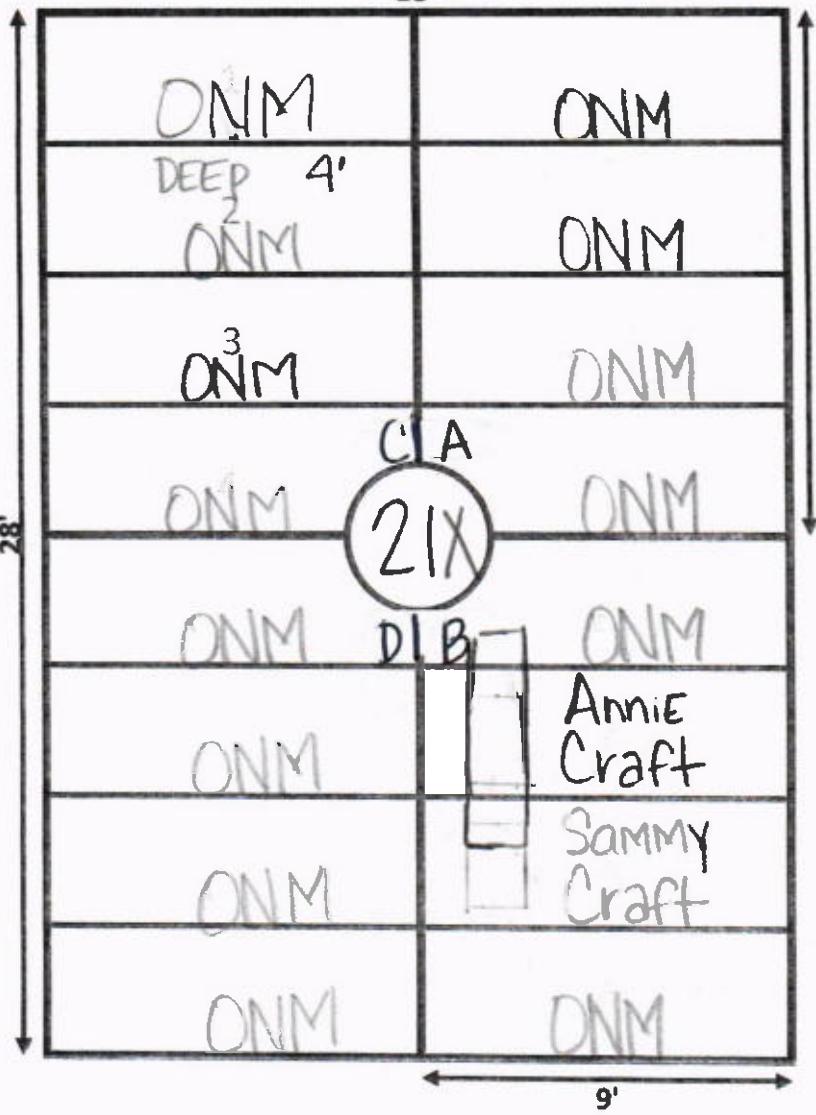 ONM ONM
DEEP 4'
2
ONM ONM
3
ONM ONM
C A
ONM ONM
21X
28'
D B
ONM ONM
ONM
Annie
Craft
ONM
Sammy
Craft
ONM ONM
9'